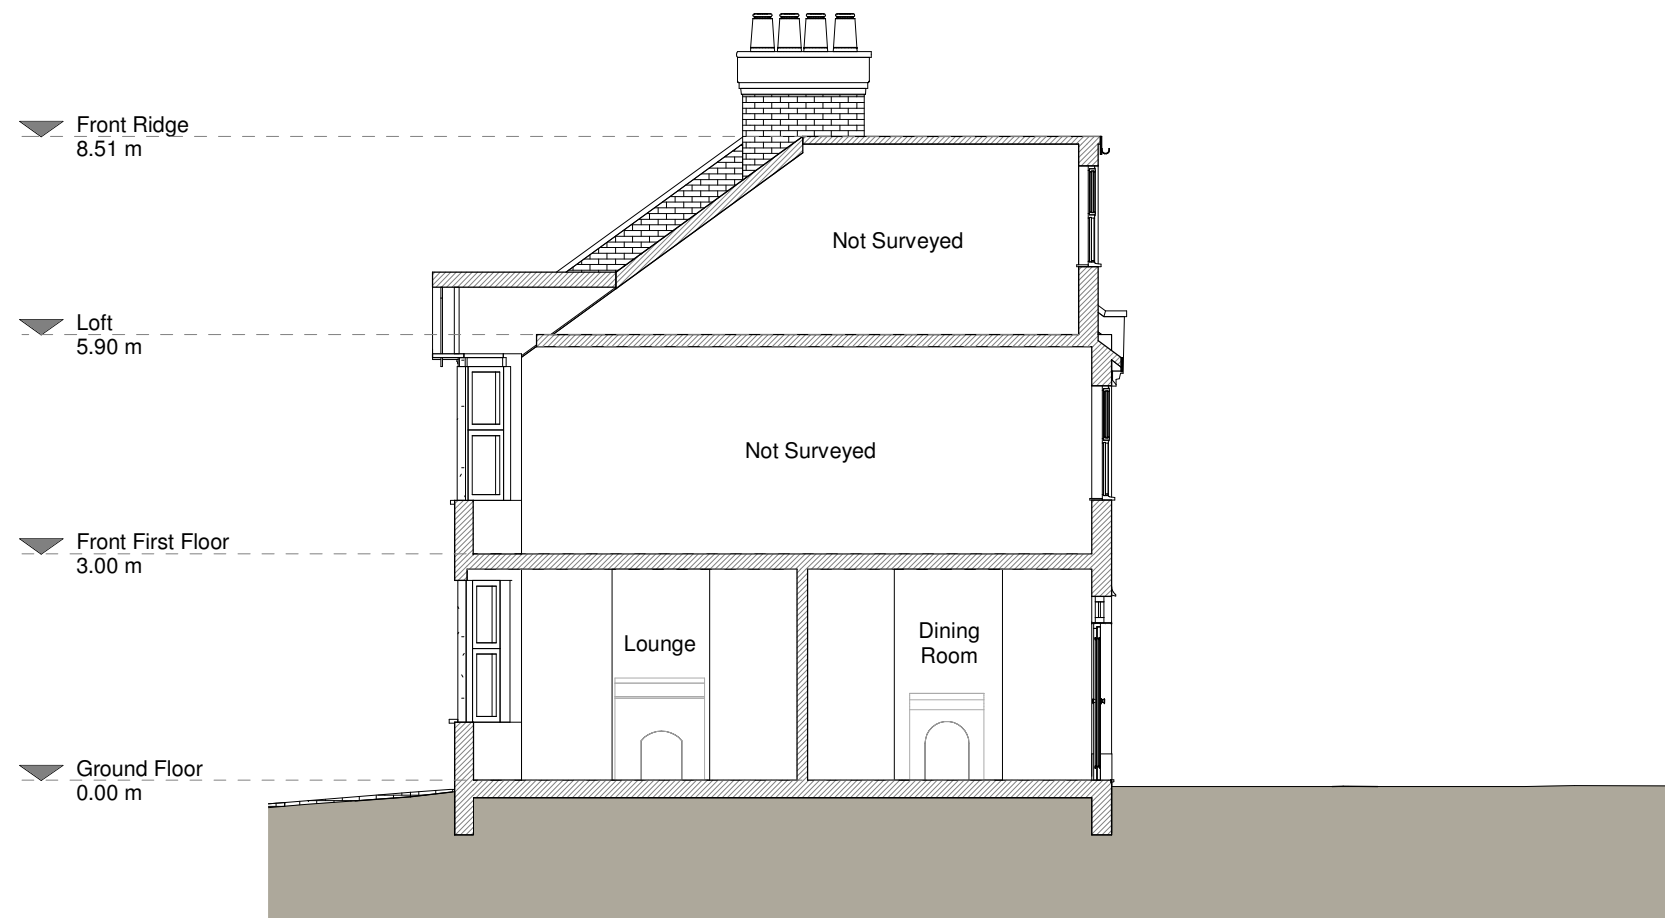 Front Ridge
8.51 m
Not Surveyed
Loft
5.90 m
Not Surveyed
Front First Floor
3.00 m
Lounge
Dining
Room
Ground Floor
0.00 m